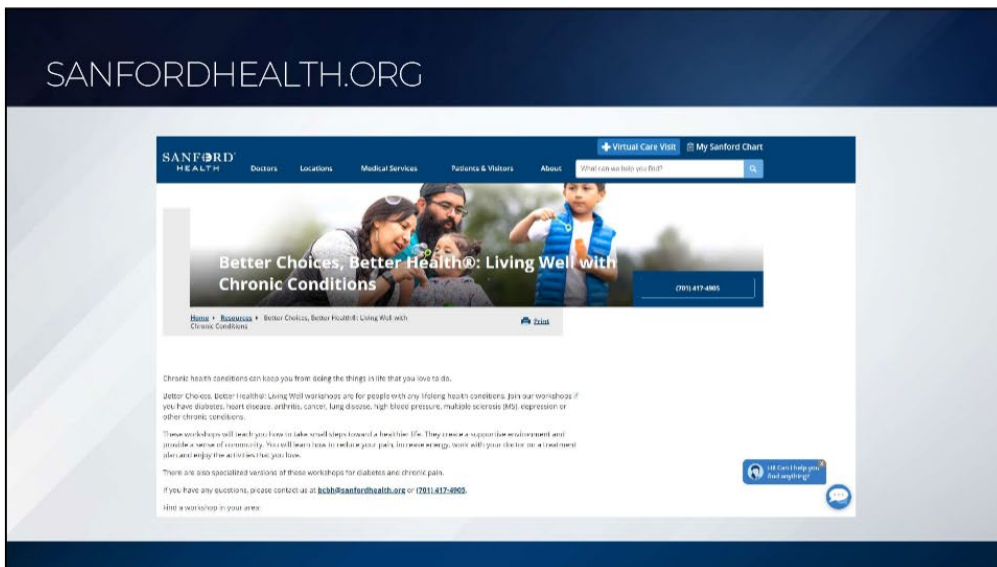 SANFORDHEALTH.ORG
Virtual Care Visit My Sanford Chart
SANFORD
HEALTH
Doctors Locations Medical Services Patients & Visitors About What can we help you find?
Better Choices, Better Health®: Living Well with
Chronic Conditions
(701) 417-4905
Home Resources Better Choices, Better Health®: Living Well with
Chronic Conditions
Print
Chronic health conditions can keep you from doing the things in life that you love to do.
Better Choices, Better Health®: Living Well workshops are for people with any lifelong health conditions. Join our workshops if
you have diabetes, heart disease, arthritis, cancer, lung disease, high blood pressure, multiple sclerosis (MS), depression or
other chronic conditions.
These workshops will teach you how to take small steps toward a healthier life. They create a supportive environment and
provide a sense of community. You will learn how to reduce your pain, increase energy, work with your doctor on a treatment
plan and enjoy the activities that you love.
There are also specialized versions of these workshops for diabetes and chronic pain.
If you have any questions, please contact us at bcbh@sanfordhealth.org or (701) 417-4905.
Find a workshop in your area:
Hi! Can I help you
find anything?